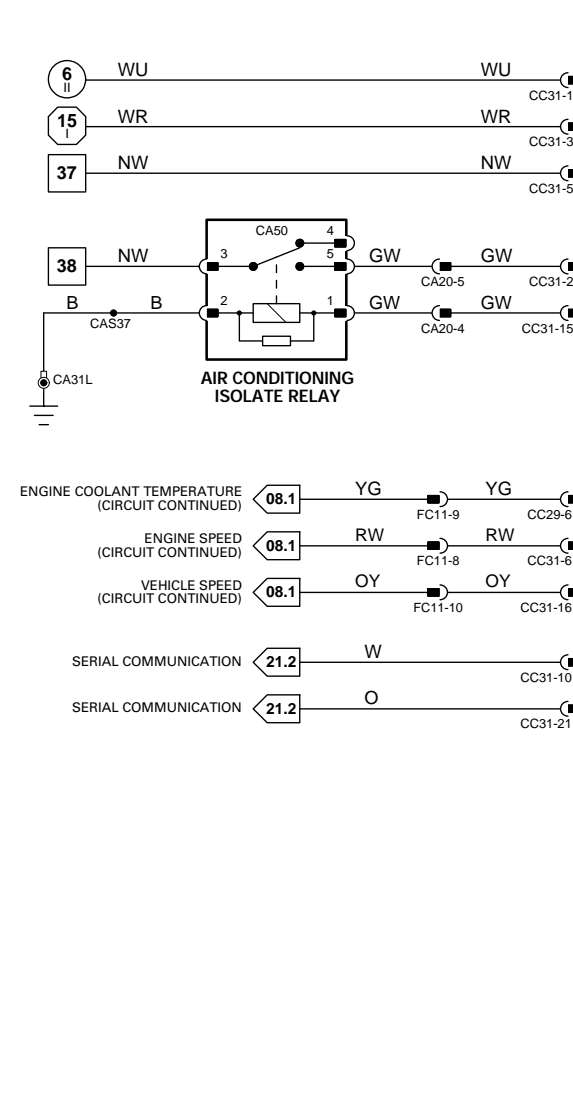 6 WU WU
II
CC31-1
15 WR WR
I
CC31-3
37 NW NW
CC31-5
CA50 4
38 NW 3 5 GW GW
CA20-5 CC31-2
B B 2 1 GW GW
CAS37 CA20-4 CC31-15
CA31L
AIR CONDITIONING
ISOLATE RELAY
ENGINE COOLANT TEMPERATURE
(CIRCUIT CONTINUED)
08.1 YG YG
FC11-9 CC29-6
ENGINE SPEED
(CIRCUIT CONTINUED)
08.1 RW RW
FC11-8 CC31-6
VEHICLE SPEED
(CIRCUIT CONTINUED)
08.1 OY OY
FC11-10 CC31-16
SERIAL COMMUNICATION 21.2 W
CC31-10
SERIAL COMMUNICATION 21.2 O
CC31-21